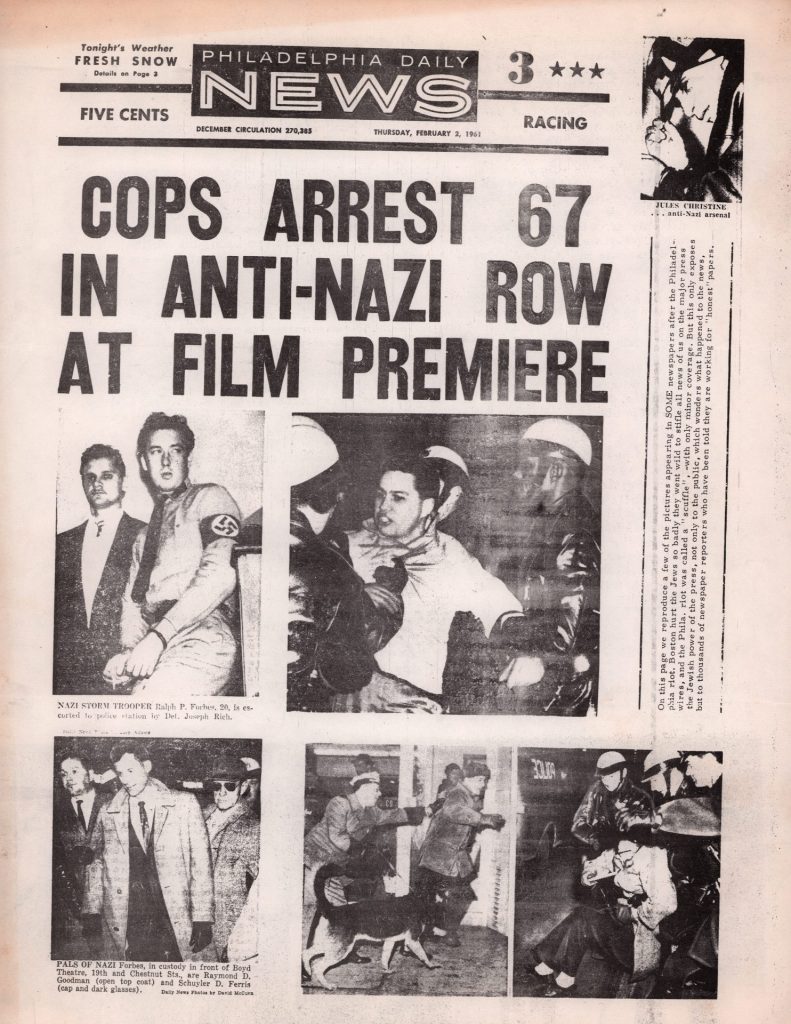 Tonight's Weather
FRESH SNOW
Details on Page 3
FIVE CENTS
PHILADELPHIA DAILY
NEWS
DECEMBER CIRCULATION 270,385
THURSDAY, FEBRUARY 2, 1961
3 ★★★
RACING
JULES CHRISTINE
. . . anti-Nazi arsenal
COPS ARREST 67
IN ANTI-NAZI ROW
AT FILM PREMIERE
On this page we reproduce a few of the pictures appearing in SOME newspapers after the Philadel-
phia riot. Boston hurt the Jews so badly they went wild to stifle all news of us on the major press
wires, and the Phila. riot was called a "scuffle", -with only minor coverage. But this only exposes
the Jewish power of the press, not only to the public, which wonders what happened to the news,
but to thousands of newspaper reporters who have been told they are working for "honest" papers.
NAZI STORM TROOPER Ralph P. Forbes, 20, is es-
corted to police station by Det. Joseph Rich.
POLICE
PALS OF NAZI Forbes, in custody in front of Boyd
Theatre, 19th and Chestnut Sts., are Raymond D.
Goodman (open top coat) and Schuyler D. Ferris
(cap and dark glasses).
Daily News Photos by David